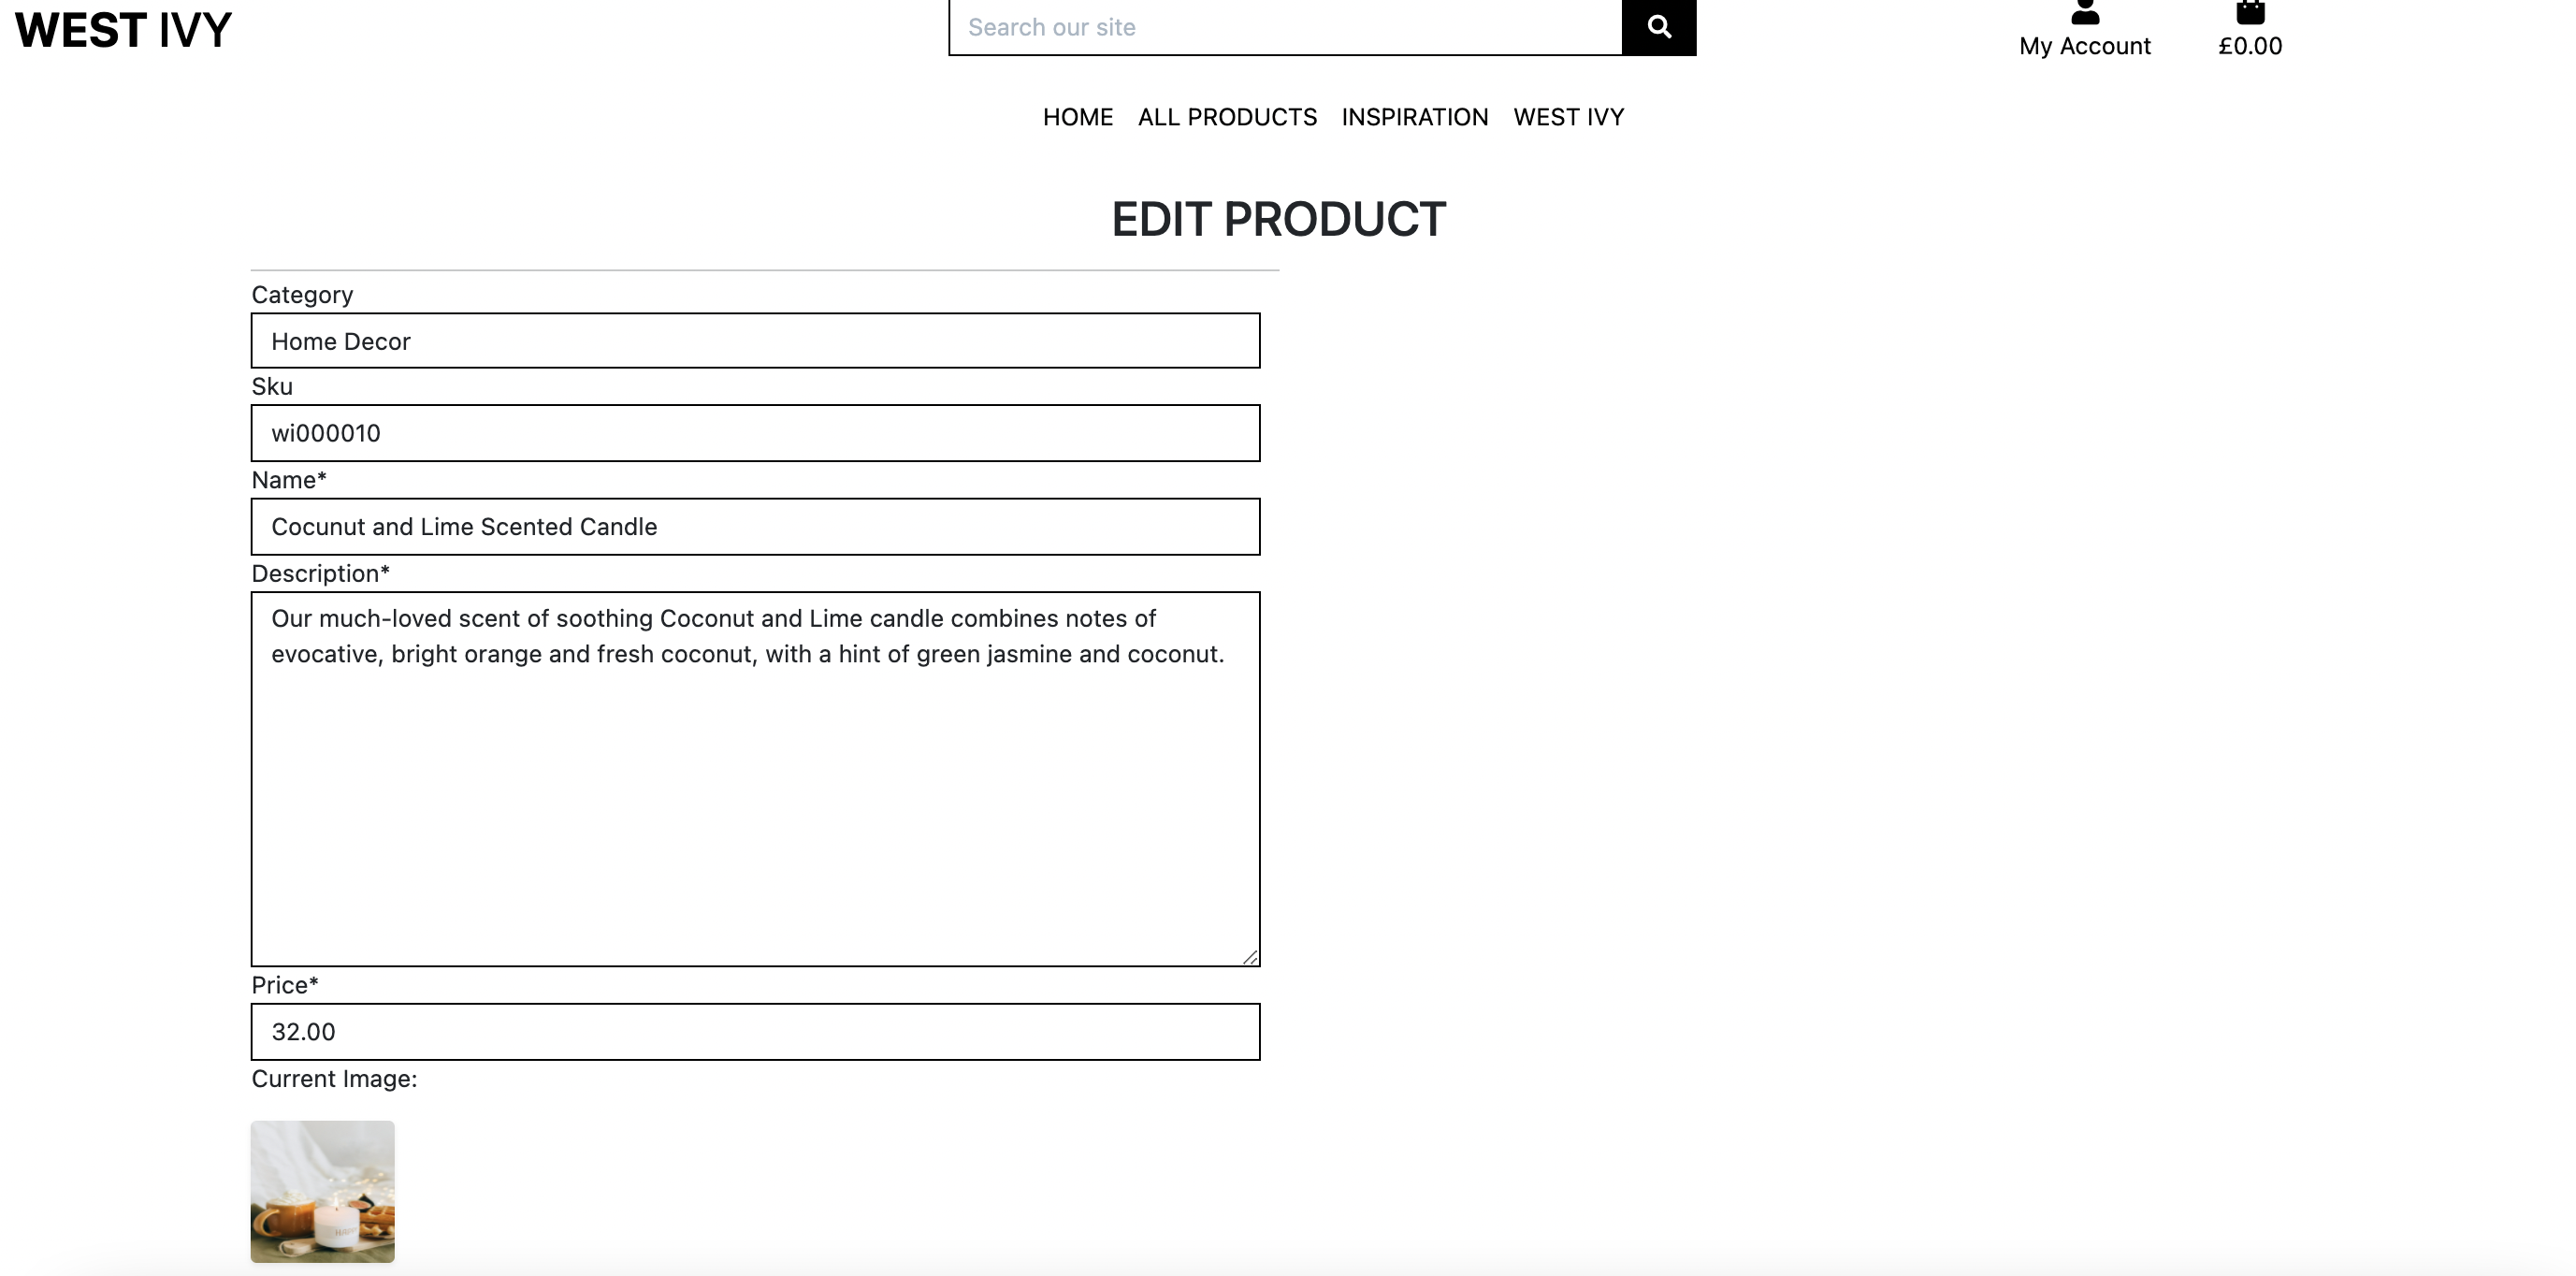 WEST IVY
Search our site
My Account
£0.00
HOME ALL PRODUCTS INSPIRATION WEST IVY
EDIT PRODUCT
Category
Home Decor
Sku
wi000010
Name*
Cocunut and Lime Scented Candle
Description*
Our much-loved scent of soothing Coconut and Lime candle combines notes of
evocative, bright orange and fresh coconut, with a hint of green jasmine and coconut.
Price*
32.00
Current Image: